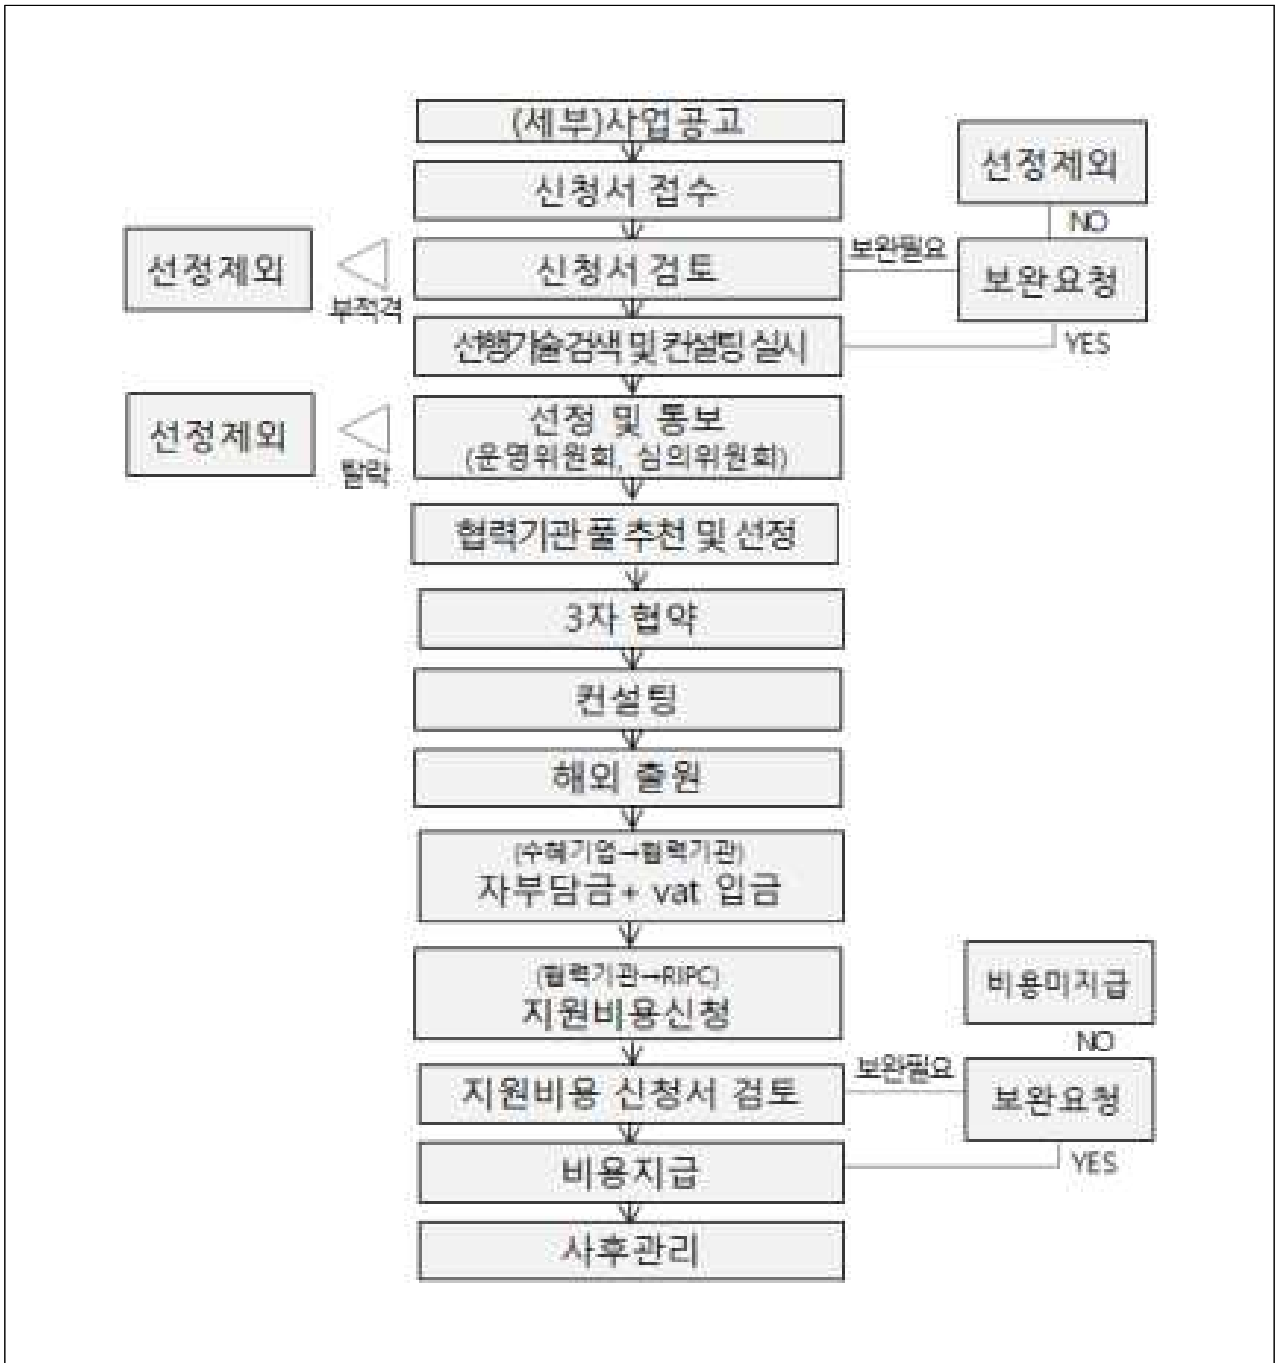 (세부)사업공고
선정제외
신청서 접수
NO
선정제외
부적격
신청서 검토
보완필요
보완요청
선행기술검색 및 컨설팅 실시
YES
선정제외
탈락
선정 및 통보
(운영위원회, 심의위원회)
협력기관 풀 추천 및 선정
3자 협약
컨설팅
해외 출원
(수혜기업→협력기관)
자부담금+ vat 입금
(협력기관→RIPC)
지원비용신청
비용미지급
NO
지원비용 신청서 검토
보완필요
보완요청
비용지급
YES
사후관리